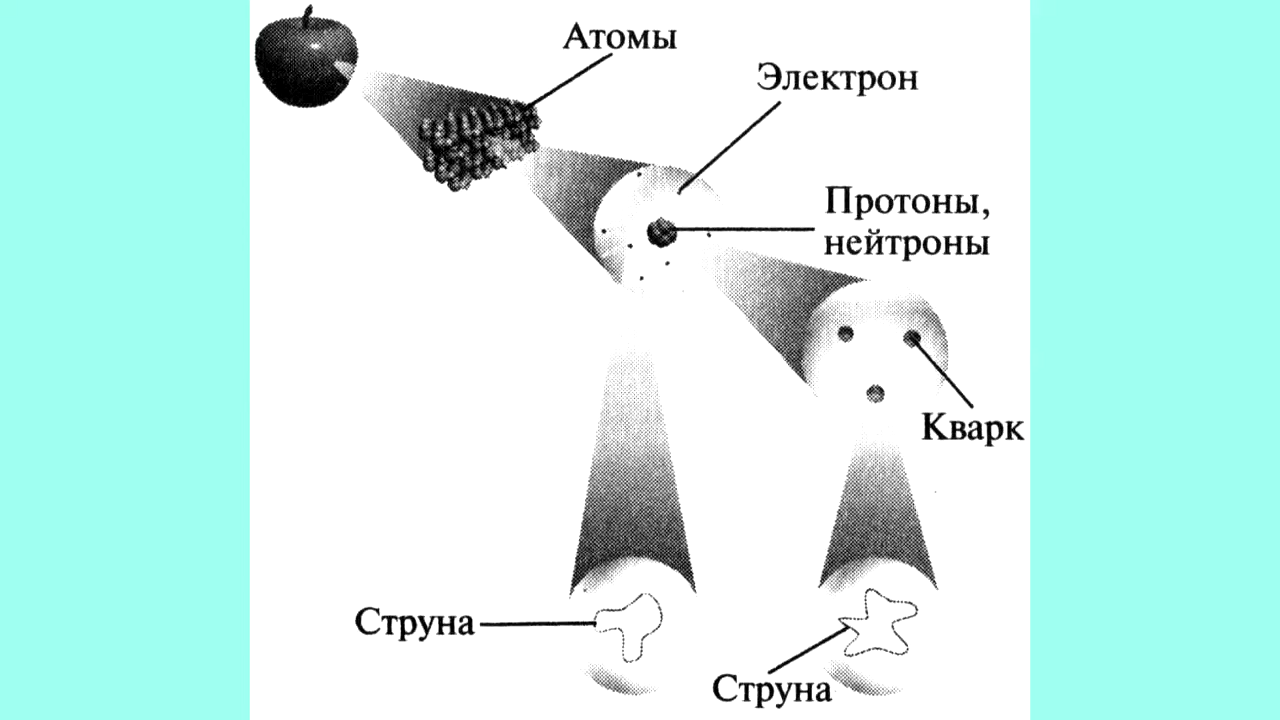 Атомы
Электрон
Протоны,
нейтроны
Кварк
Струна
Струна